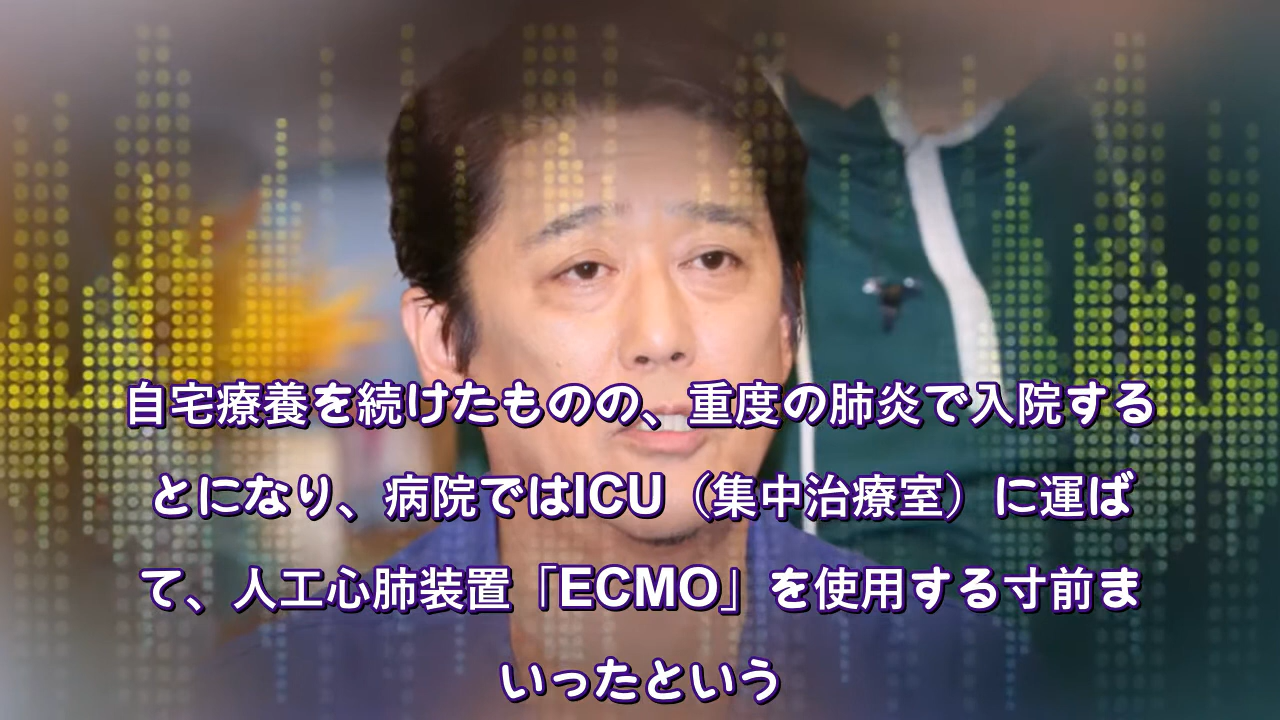 自宅療養を続けたものの、重度の肺炎で入院する
とになり、病院ではICU（集中治療室）に運ば
て、人工心肺装置「ECMO」を使用する寸前ま
いったという